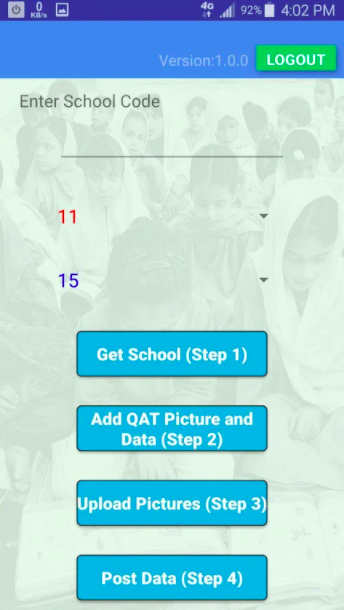 0
KB/s
4G
92%
4:02 PM
Version:1.0.0
LOGOUT
Enter School Code
11
15
Get School (Step 1)
Add QAT Picture and
Data (Step 2)
Upload Pictures (Step 3)
Post Data (Step 4)